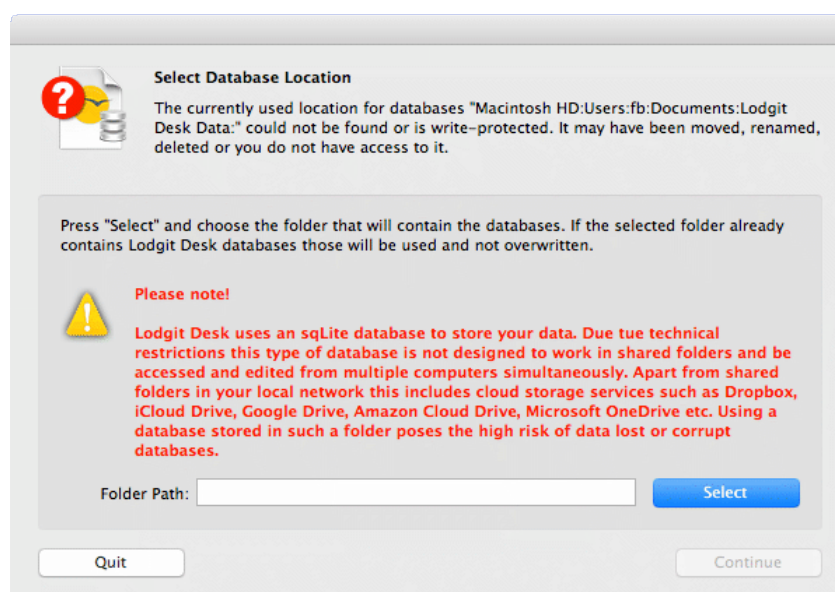 Select Database Location
The currently used location for databases "Macintosh HD:Users:fb:Documents:Lodgit
Desk Data:" could not be found or is write-protected. It may have been moved, renamed,
deleted or you do not have access to it.
Press "Select" and choose the folder that will contain the databases. If the selected folder already
contains Lodgit Desk databases those will be used and not overwritten.
Please note!
Lodgit Desk uses an sqLite database to store your data. Due tue technical
restrictions this type of database is not designed to work in shared folders and be
accessed and edited from multiple computers simultaneously. Apart from shared
folders in your local network this includes cloud storage services such as Dropbox,
iCloud Drive, Google Drive, Amazon Cloud Drive, Microsoft OneDrive etc. Using a
database stored in such a folder poses the high risk of data lost or corrupt
databases.
Folder Path:
Select
Quit
Continue